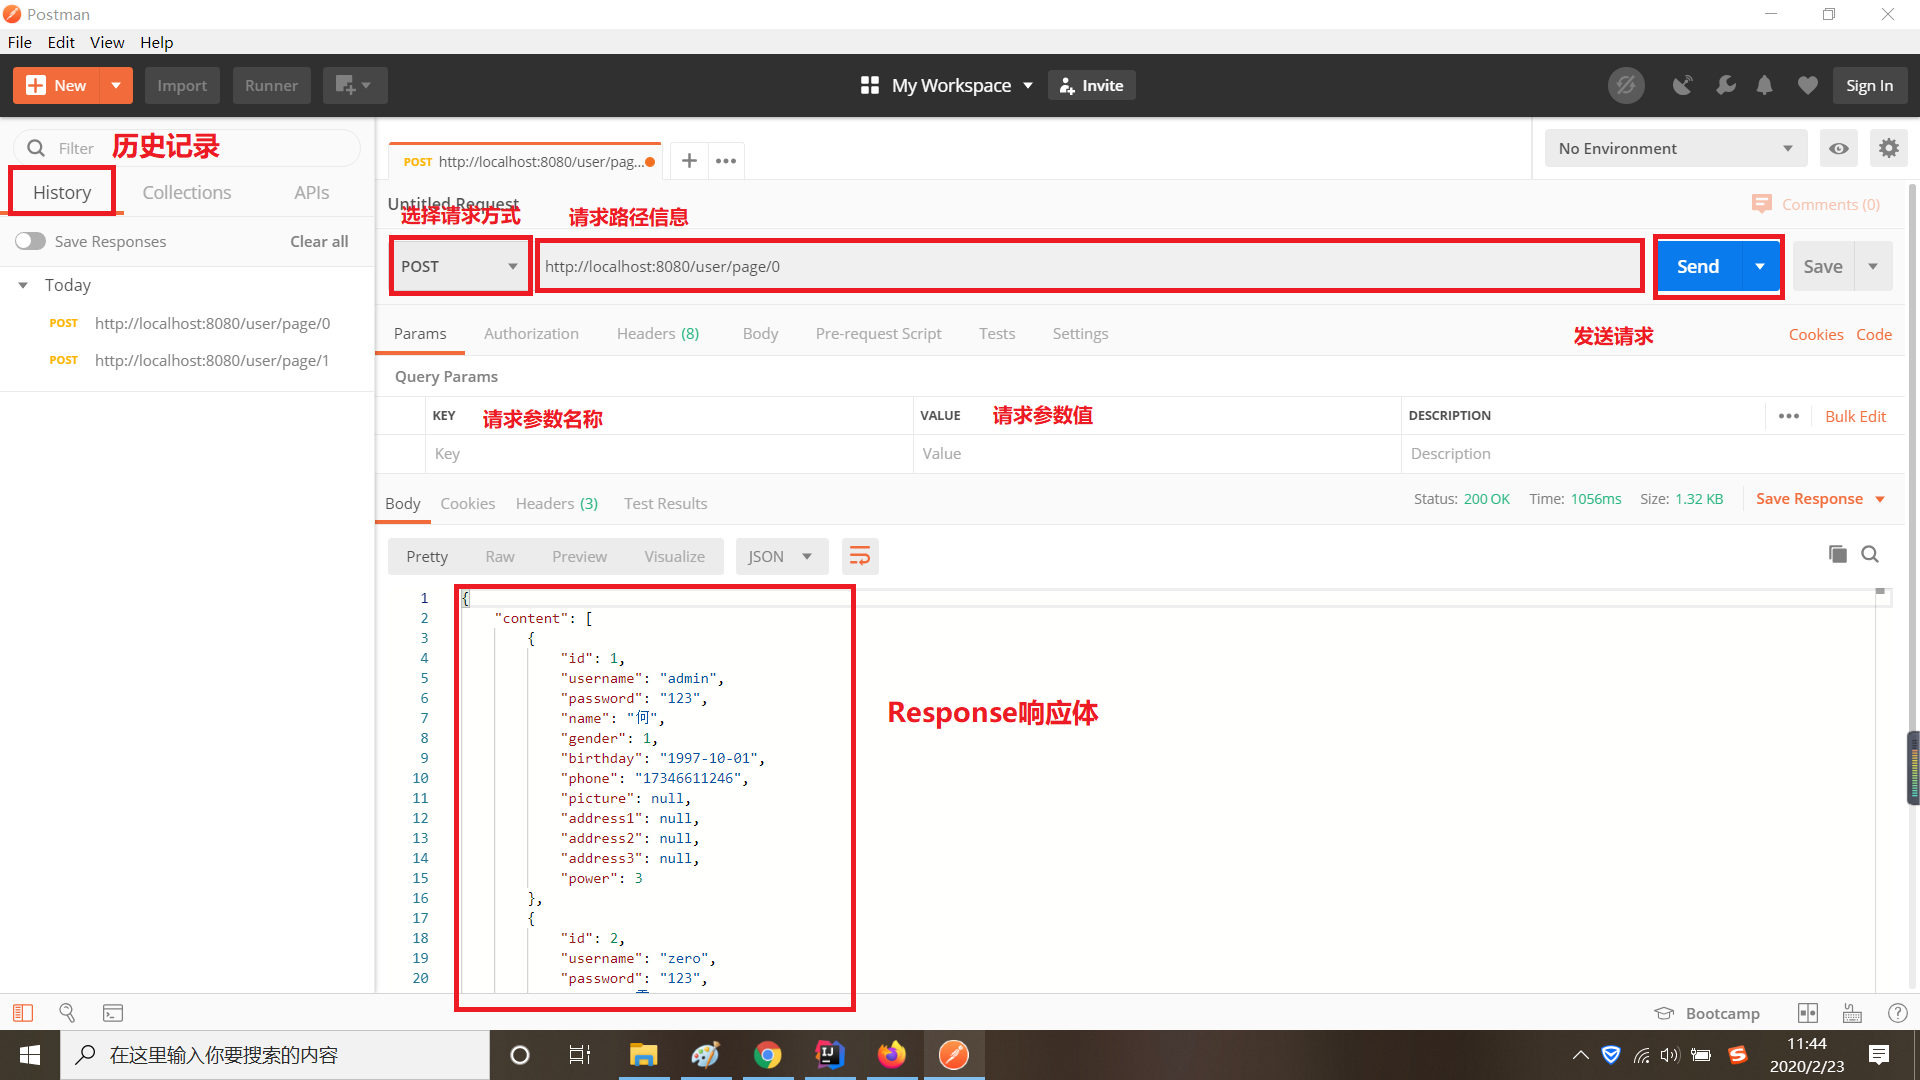 Postman
File Edit View Help
New Import Runner My Workspace Invite Sign In
Filter 历史记录
History Collections APIs
Save Responses Clear all
Today
POST http://localhost:8080/user/page/0
POST http://localhost:8080/user/page/1
POST http://localhost:8080/user/pag... No Environment
Untitled Request Comments (0)
选择请求方式 请求路径信息
POST http://localhost:8080/user/page/0 Send Save
Params Authorization Headers (8) Body Pre-request Script Tests Settings 发送请求 Cookies Code
Query Params
KEY 请求参数名称 VALUE 请求参数值 DESCRIPTION Bulk Edit
Key Value Description
Body Cookies Headers (3) Test Results Status: 200 OK Time: 1056ms Size: 1.32 KB Save Response
Pretty Raw Preview Visualize JSON
1 {
2 "content": [
3 {
4 "id": 1,
5 "username": "admin",
6 "password": "123",
7 "name": "何",
8 "gender": 1,
9 "birthday": "1997-10-01",
10 "phone": "17346611246",
11 "picture": null,
12 "address1": null,
13 "address2": null,
14 "address3": null,
15 "power": 3
16 },
17 {
18 "id": 2,
19 "username": "zero",
20 "password": "123",
Response响应体
Bootcamp
在这里输入你要搜索的内容
11:44
2020/2/23